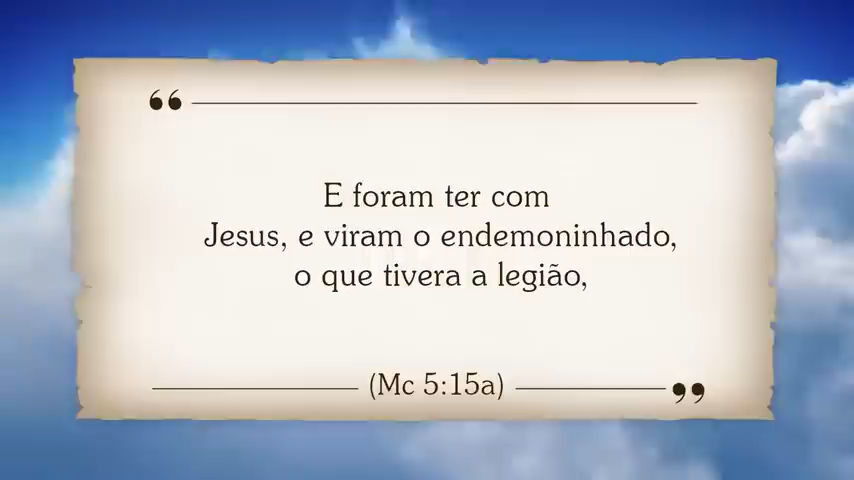 “
E foram ter com
Jesus, e viram o endemoninhado,
o que tivera a legião,
(Mc 5:15a)
”